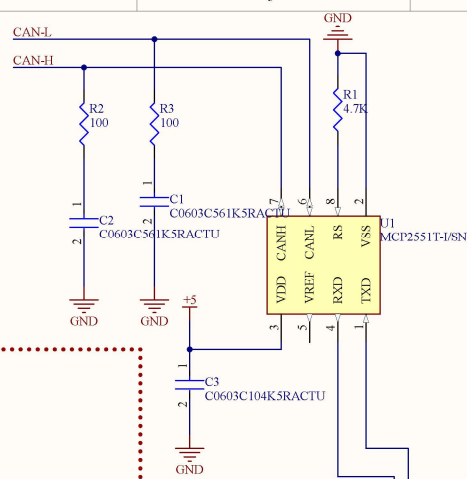 GND
CAN-L
CAN-H
R2
100
R3
100
R1
4.7K
1
2
C2
C0603C561K5RACTU
1
2
C1
C0603C561K5RACTU
7
6
8
2
CANH
CANL
RS
VSS
U1
MCP2551T-I/SN
VDD
VREF
RXD
TXD
3
5
4
1
GND
GND
+5
1
2
C3
C0603C104K5RACTU
GND